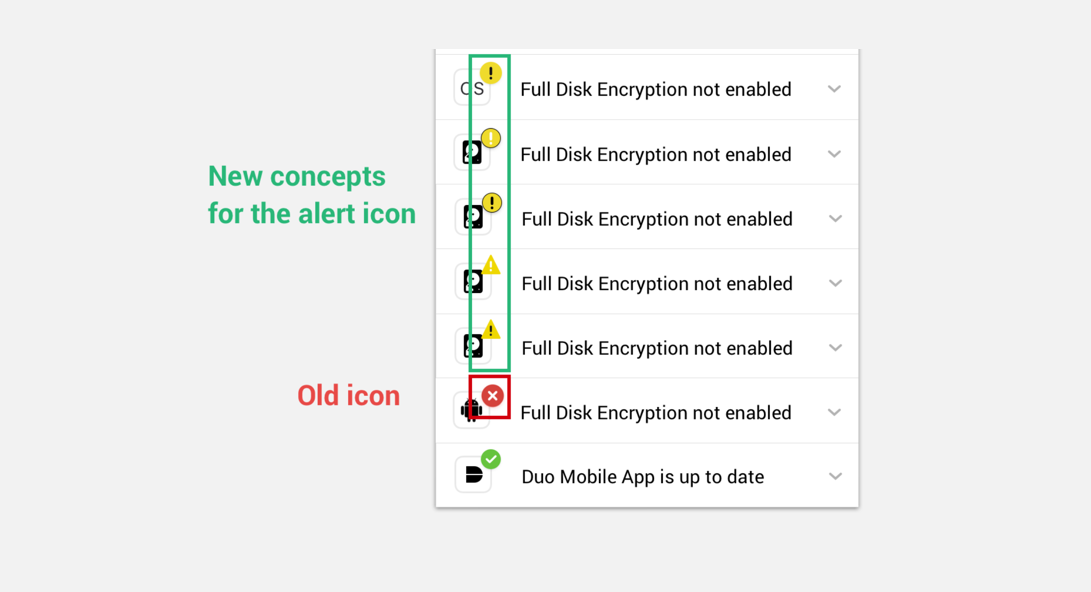 OS
Full Disk Encryption not enabled
Full Disk Encryption not enabled
New concepts
for the alert icon
Full Disk Encryption not enabled
Full Disk Encryption not enabled
Full Disk Encryption not enabled
Old icon
Full Disk Encryption not enabled
Duo Mobile App is up to date